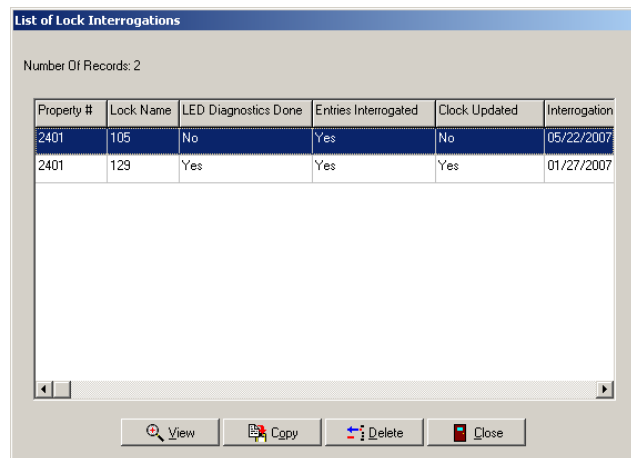 List of Lock Interrogations
Number Of Records: 2
Property # Lock Name LED Diagnostics Done Entries Interrogated Clock Updated Interrogation
2401 105 No Yes No 05/22/2007
2401 129 Yes Yes Yes 01/27/2007
View Copy Delete Close